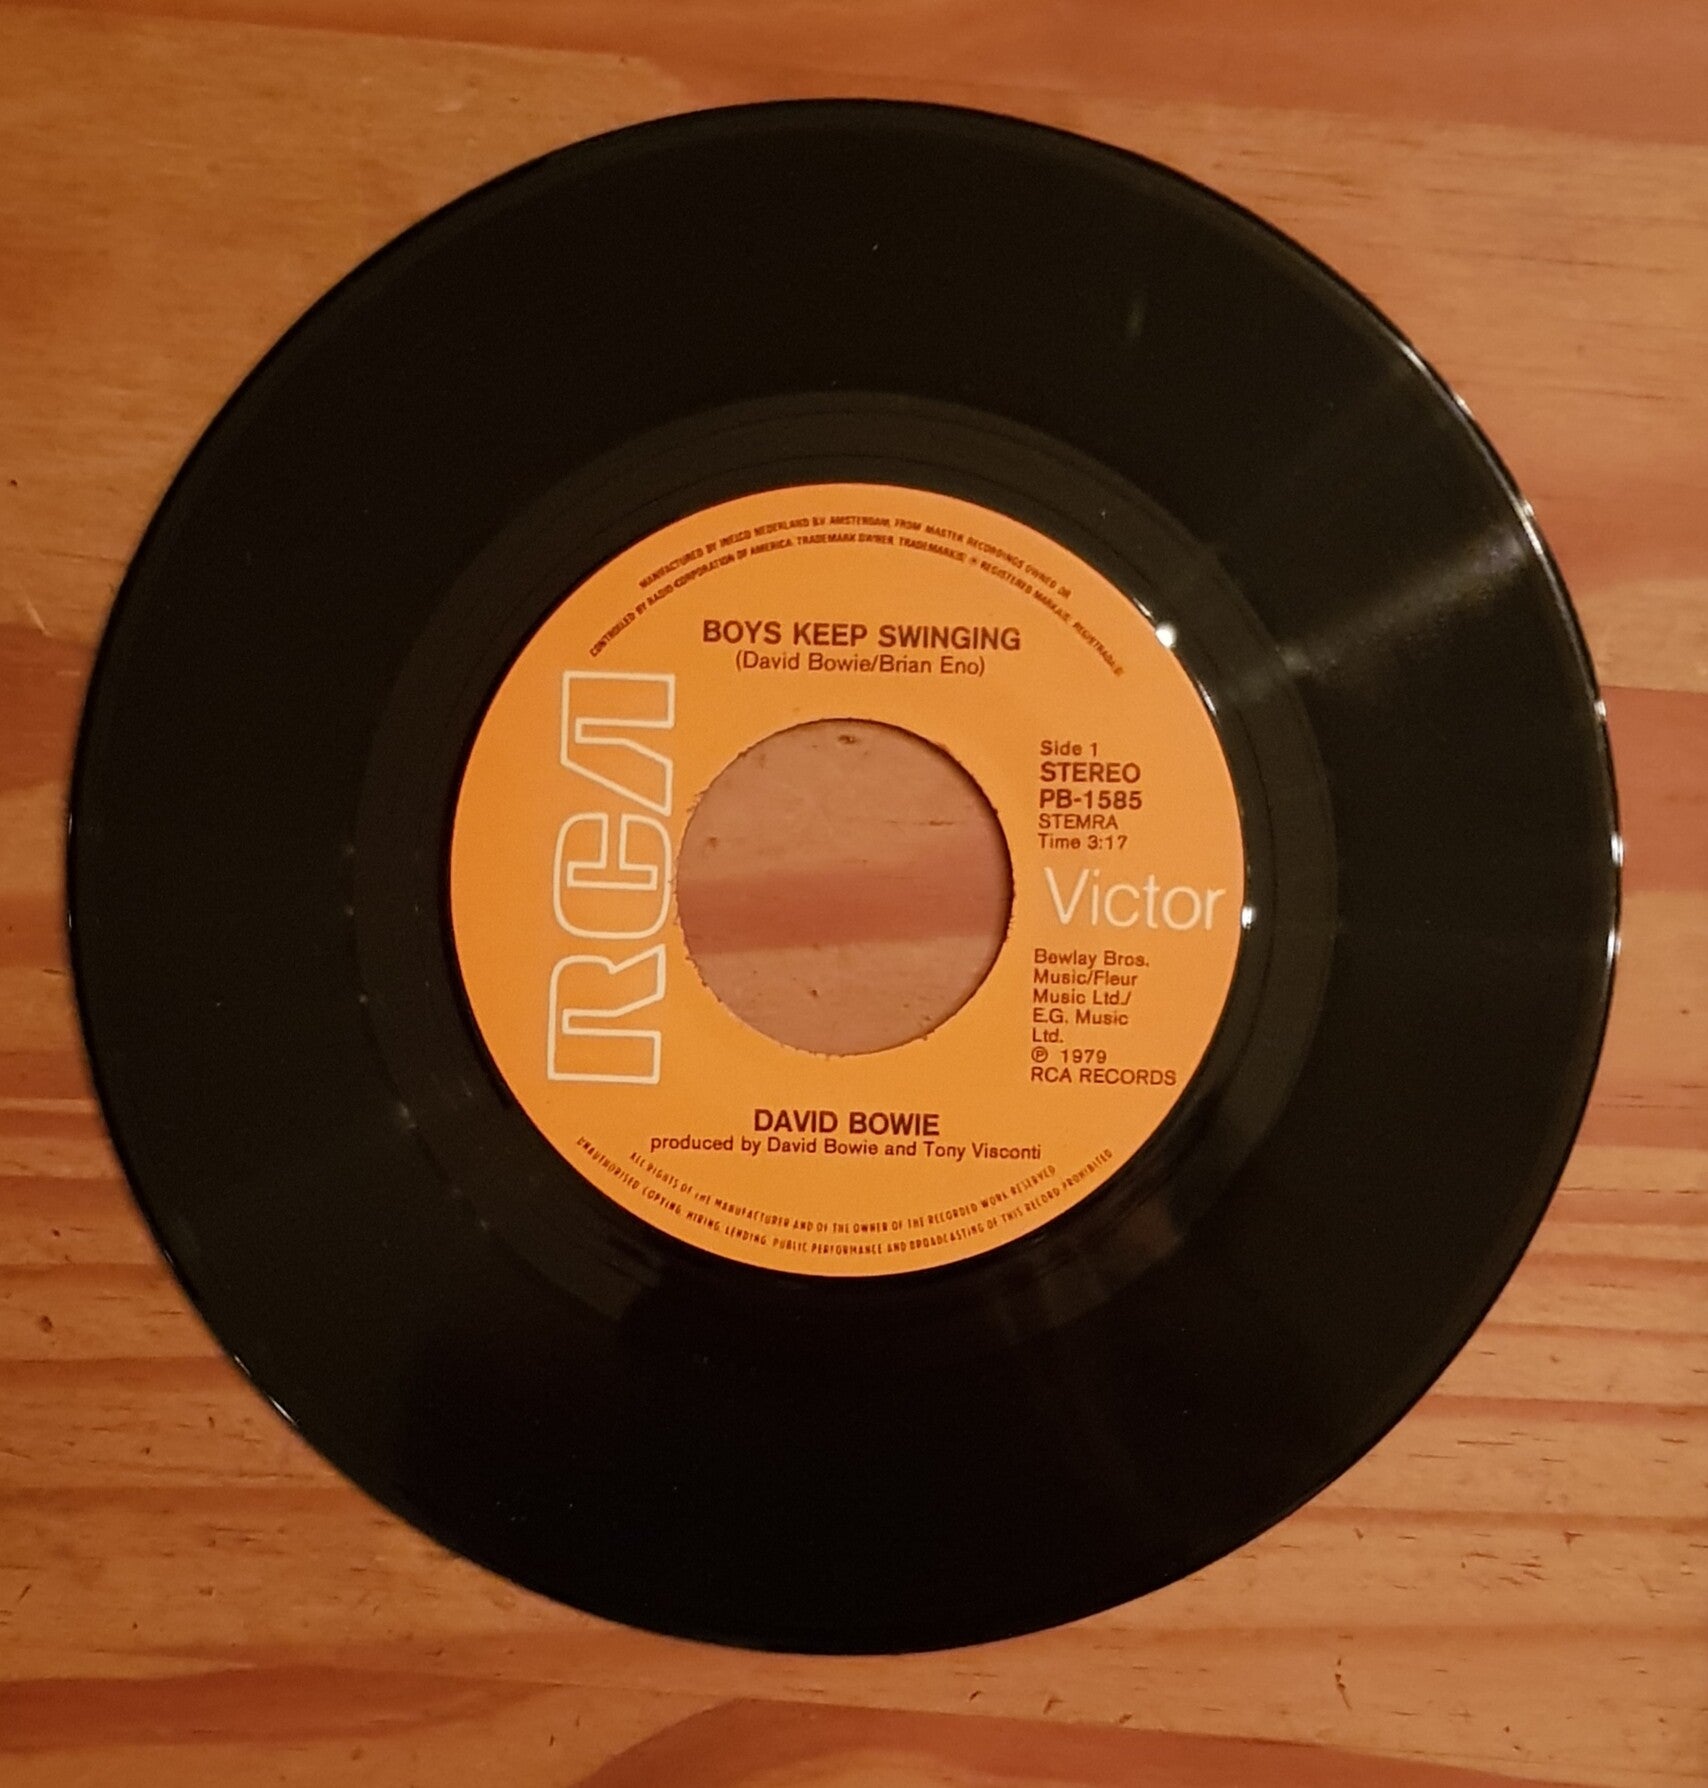 MANUFACTURED BY INELCO NEDERLAND B.V. AMSTERDAM, FROM MASTER RECORDINGS OWNED OR
CONTROLLED BY RADIO CORPORATION OF AMERICA. TRADEMARK OWNER. TRADEMARK(S) ® REGISTERED MARKA(S) REGISTRADA(S)
BOYS KEEP SWINGING
(David Bowie/Brian Eno)
RCA
Side 1
STEREO
PB-1585
STEMRA
Time 3:17
Victor
Bewlay Bros.
Music/Fleur
Music Ltd./
E.G. Music
Ltd.
℗ 1979
RCA RECORDS
DAVID BOWIE
produced by David Bowie and Tony Visconti
ALL RIGHTS OF THE MANUFACTURER AND OF THE OWNER OF THE RECORDED WORK RESERVED
UNAUTHORISED COPYING, HIRING, LENDING, PUBLIC PERFORMANCE AND BROADCASTING OF THIS RECORD PROHIBITED